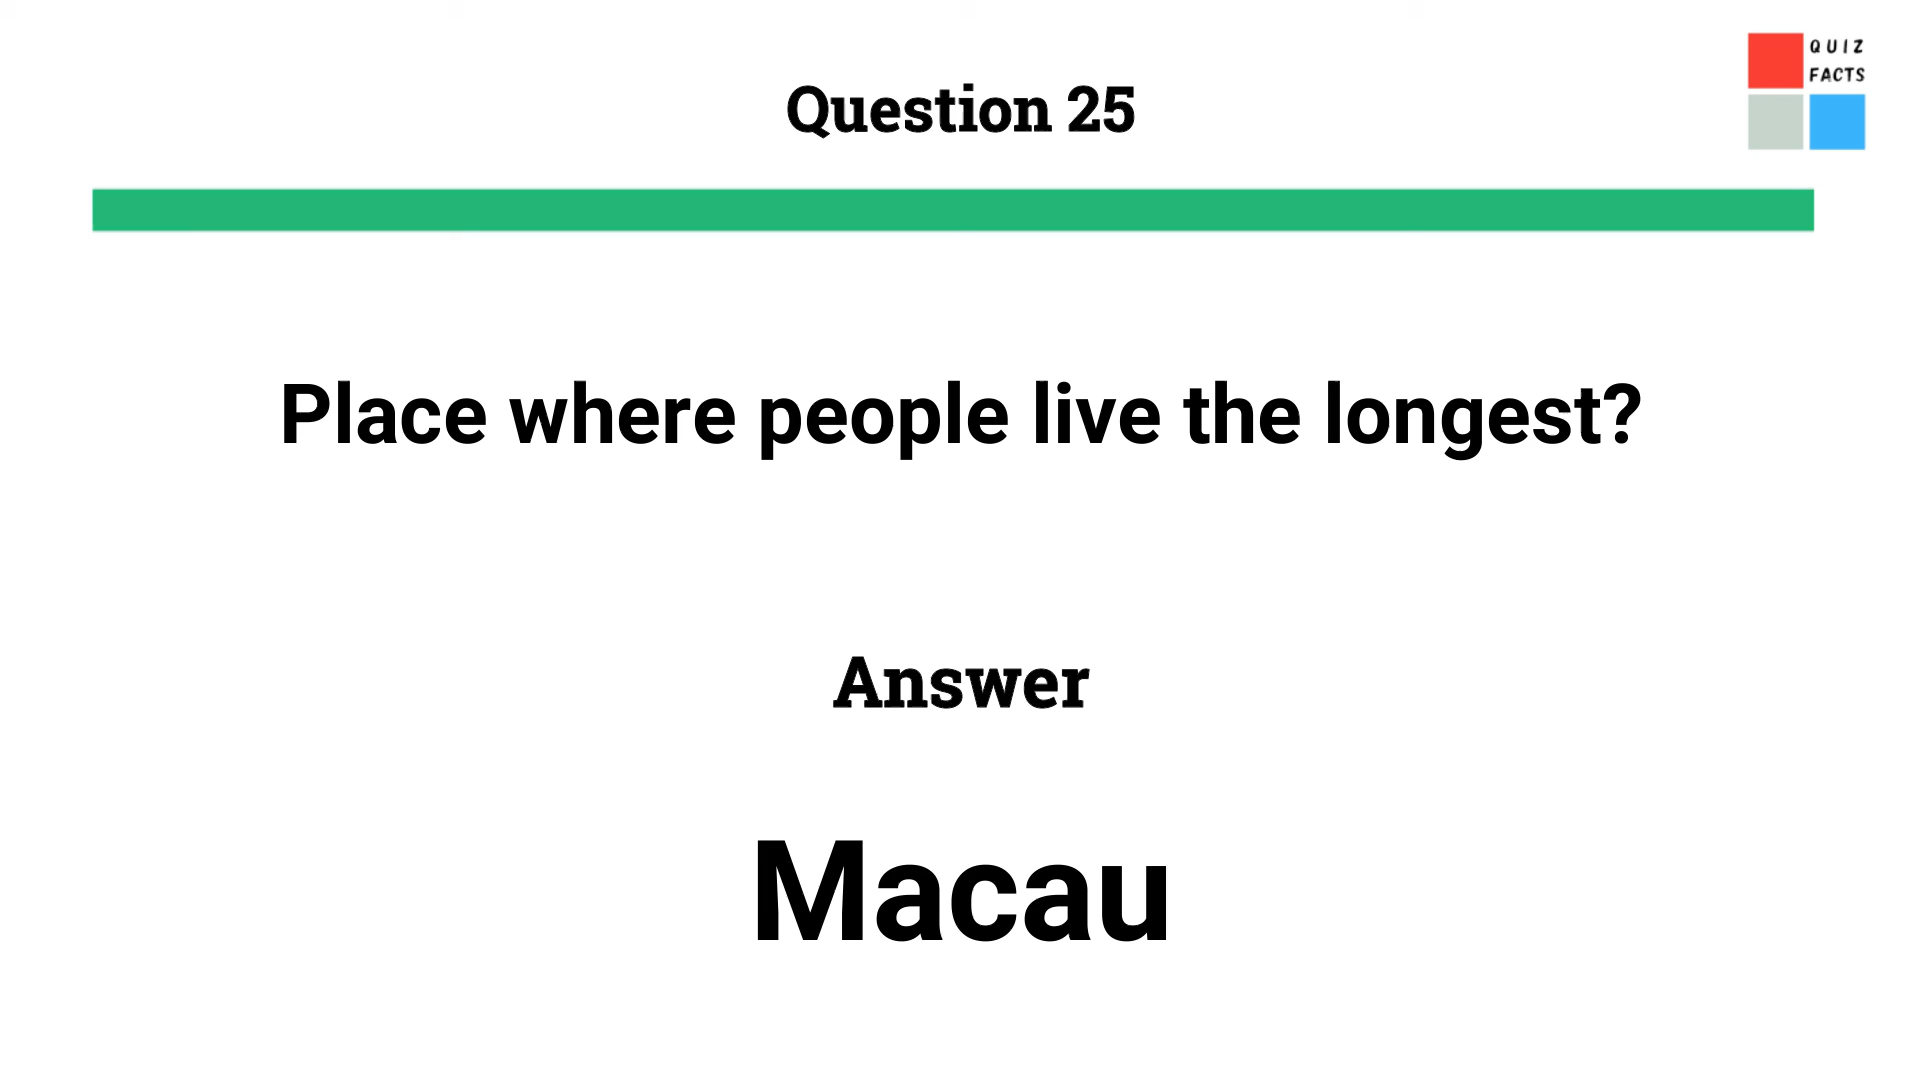 QUIZ
FACTS
Question 25
Place where people live the longest?
Answer
Macau